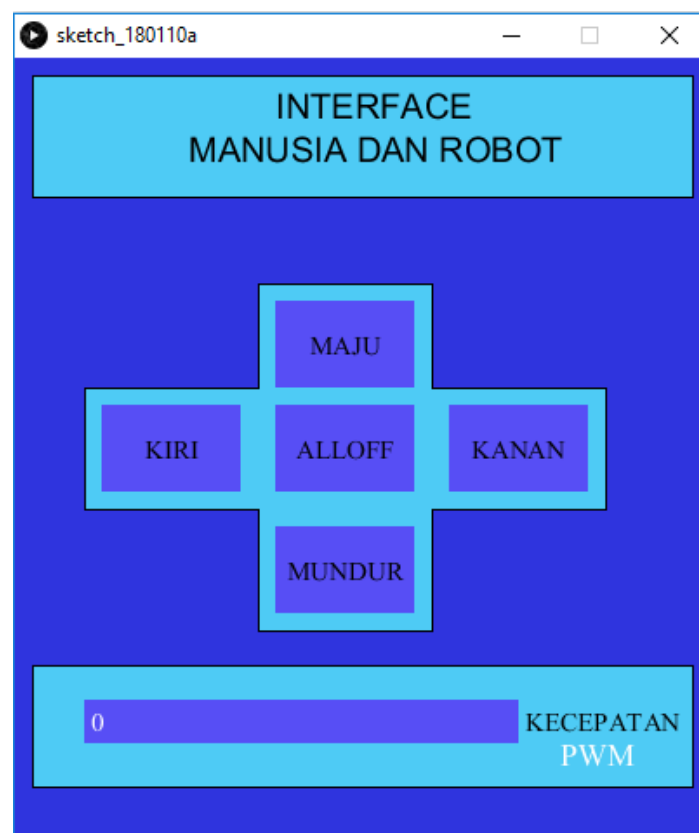 sketch_180110a
INTERFACE
MANUSIA DAN ROBOT
MAJU
KIRI ALLOFF KANAN
MUNDUR
0 KECEPATAN
PWM